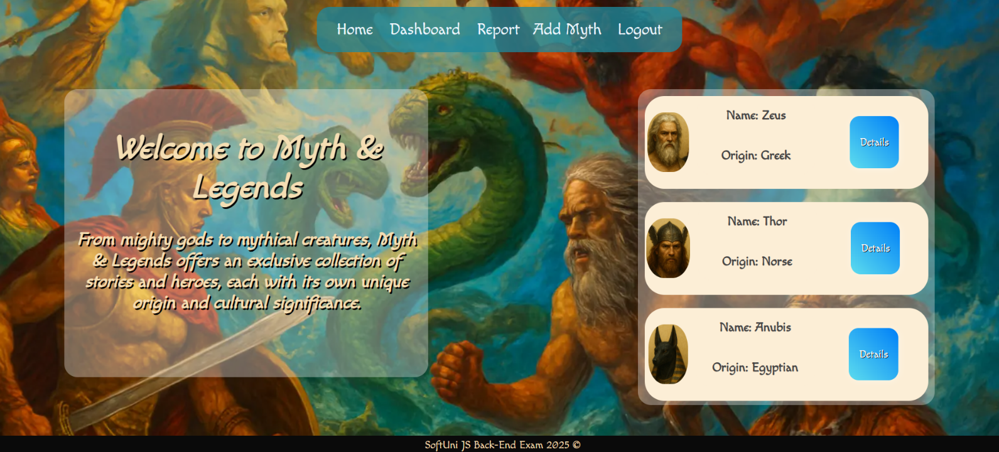 Home Dashboard Report Add Myth Logout
Welcome to Myth &
Legends
From mighty gods to mythical creatures, Myth
& Legends offers an exclusive collection of
stories and heroes, each with its own unique
origin and cultural significance.
Name: Zeus
Origin: Greek
Details
Name: Thor
Origin: Norse
Details
Name: Anubis
Origin: Egyptian
Details
SoftUni JS Back-End Exam 2025 ©